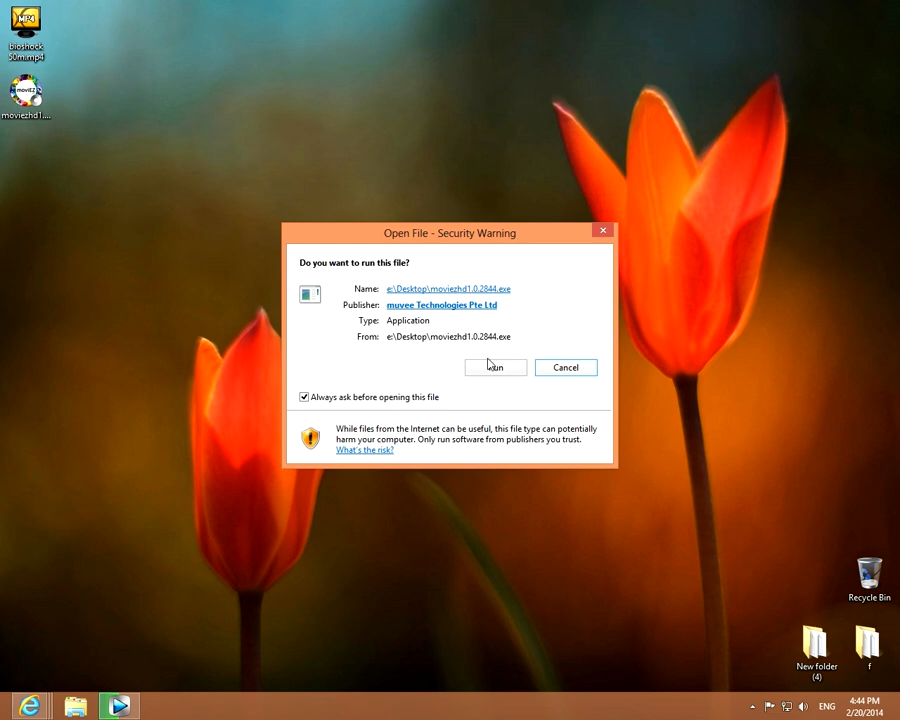 MP4
bioshock
50m.mp4
moviEZ
moviezhd1....
Open File - Security Warning
Do you want to run this file?
Name: e:\Desktop\moviezhd1.0.2844.exe
Publisher: muvee Technologies Pte Ltd
Type: Application
From: e:\Desktop\moviezhd1.0.2844.exe
Cancel
Always ask before opening this file
While files from the Internet can be useful, this file type can potentially
harm your computer. Only run software from publishers you trust.
What's the risk?
Recycle Bin
New folder
(4)
f
ENG
4:44 PM
2/20/2014